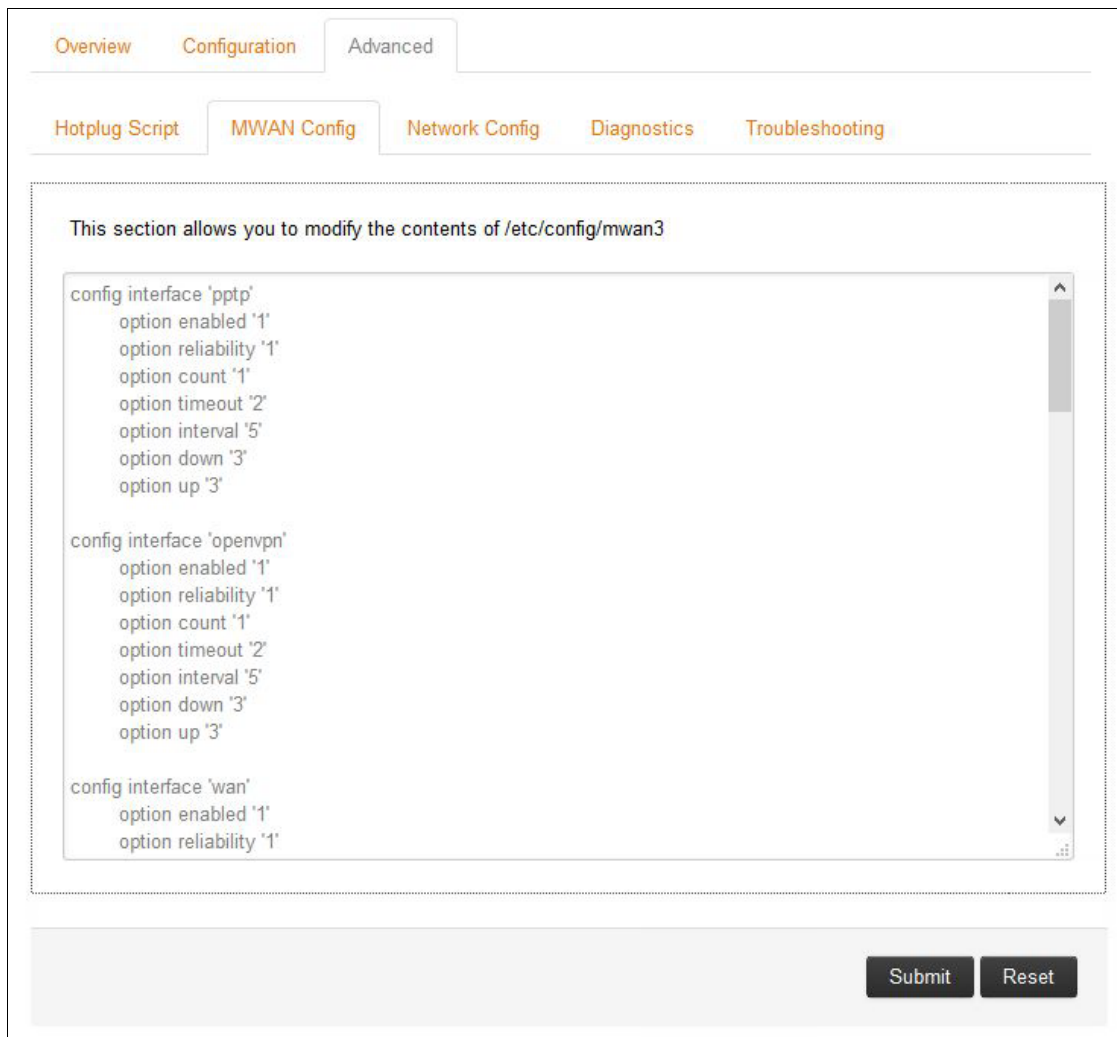 Overview Configuration Advanced
Hotplug Script MWAN Config Network Config Diagnostics Troubleshooting
This section allows you to modify the contents of /etc/config/mwan3
config interface 'pptp'
option enabled '1'
option reliability '1'
option count '1'
option timeout '2'
option interval '5'
option down '3'
option up '3'
config interface 'openvpn'
option enabled '1'
option reliability '1'
option count '1'
option timeout '2'
option interval '5'
option down '3'
option up '3'
config interface 'wan'
option enabled '1'
option reliability '1'
Submit Reset